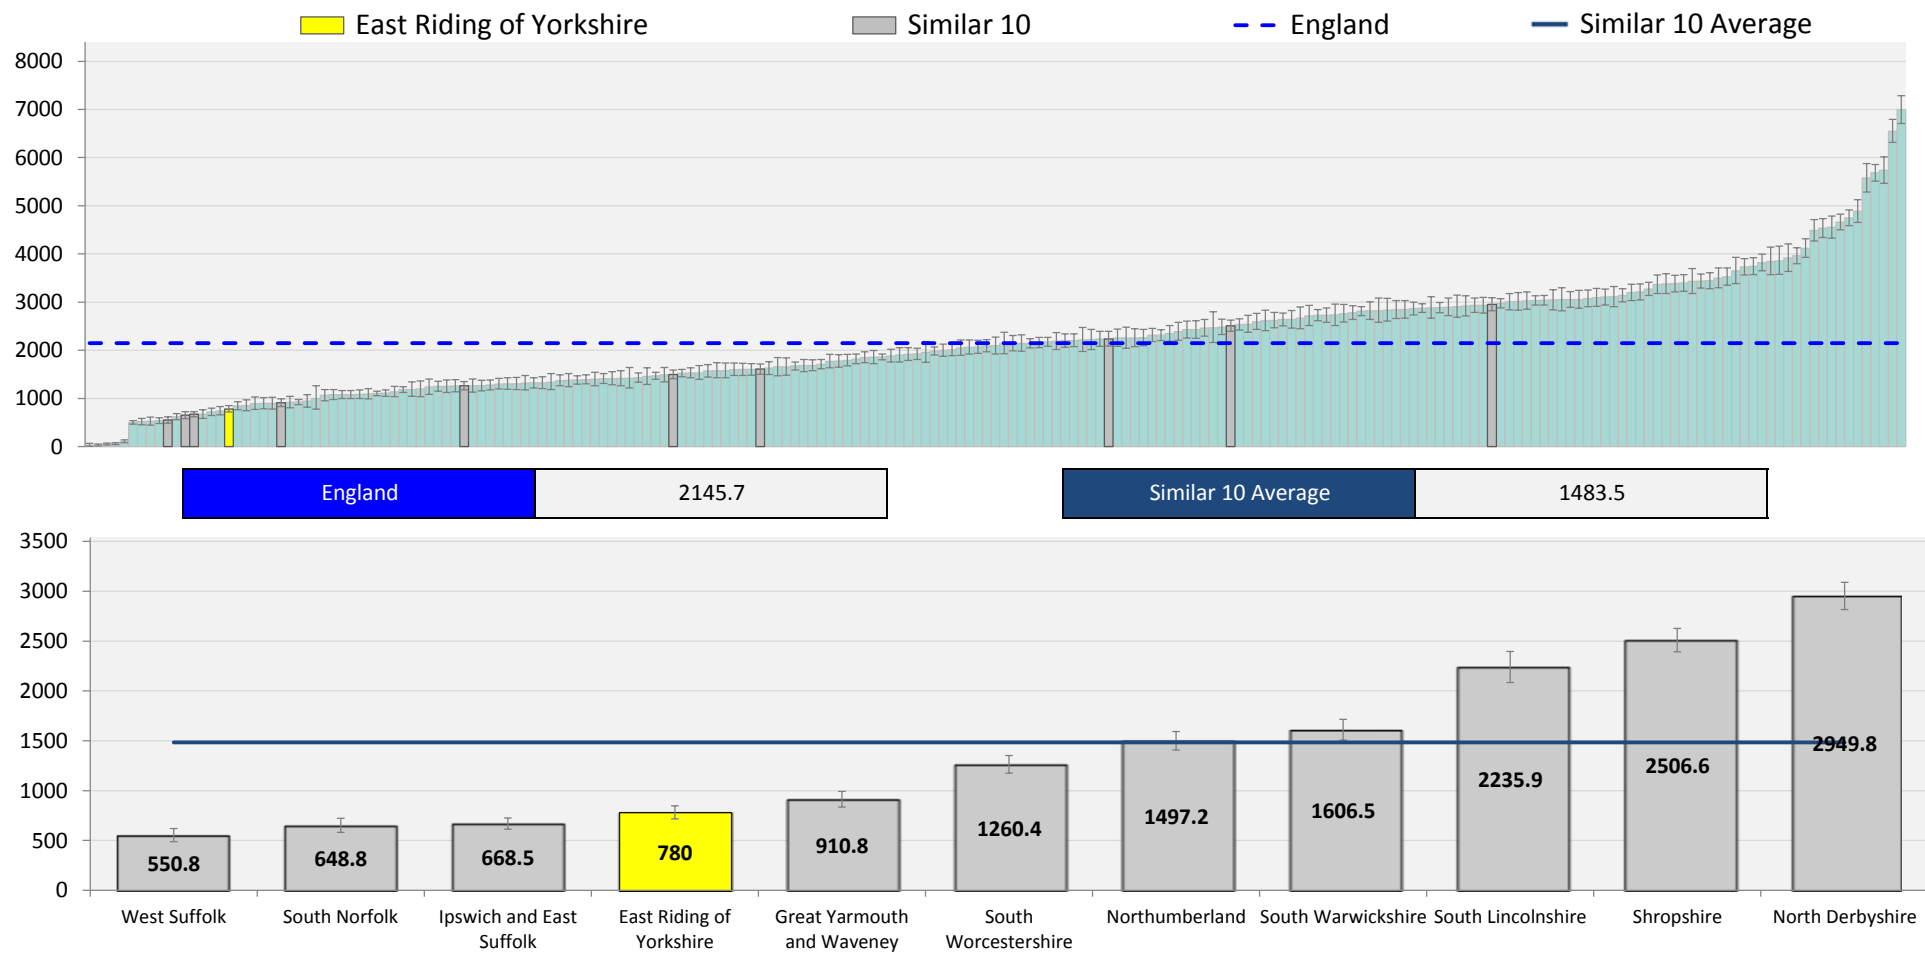 East Riding of Yorkshire
Similar 10
England
Similar 10 Average
8000
7000
6000
5000
4000
3000
2000
1000
0
England 2145.7
Similar 10 Average 1483.5
3500
3000
2500
2000
1500
1000
500
0
550.8
648.8
668.5
780
910.8
1260.4
1497.2
1606.5
2235.9
2506.6
2949.8
West Suffolk
South Norfolk
Ipswich and East
Suffolk
East Riding of
Yorkshire
Great Yarmouth
and Waveney
South
Worcestershire
Northumberland
South Warwickshire
South Lincolnshire
Shropshire
North Derbyshire